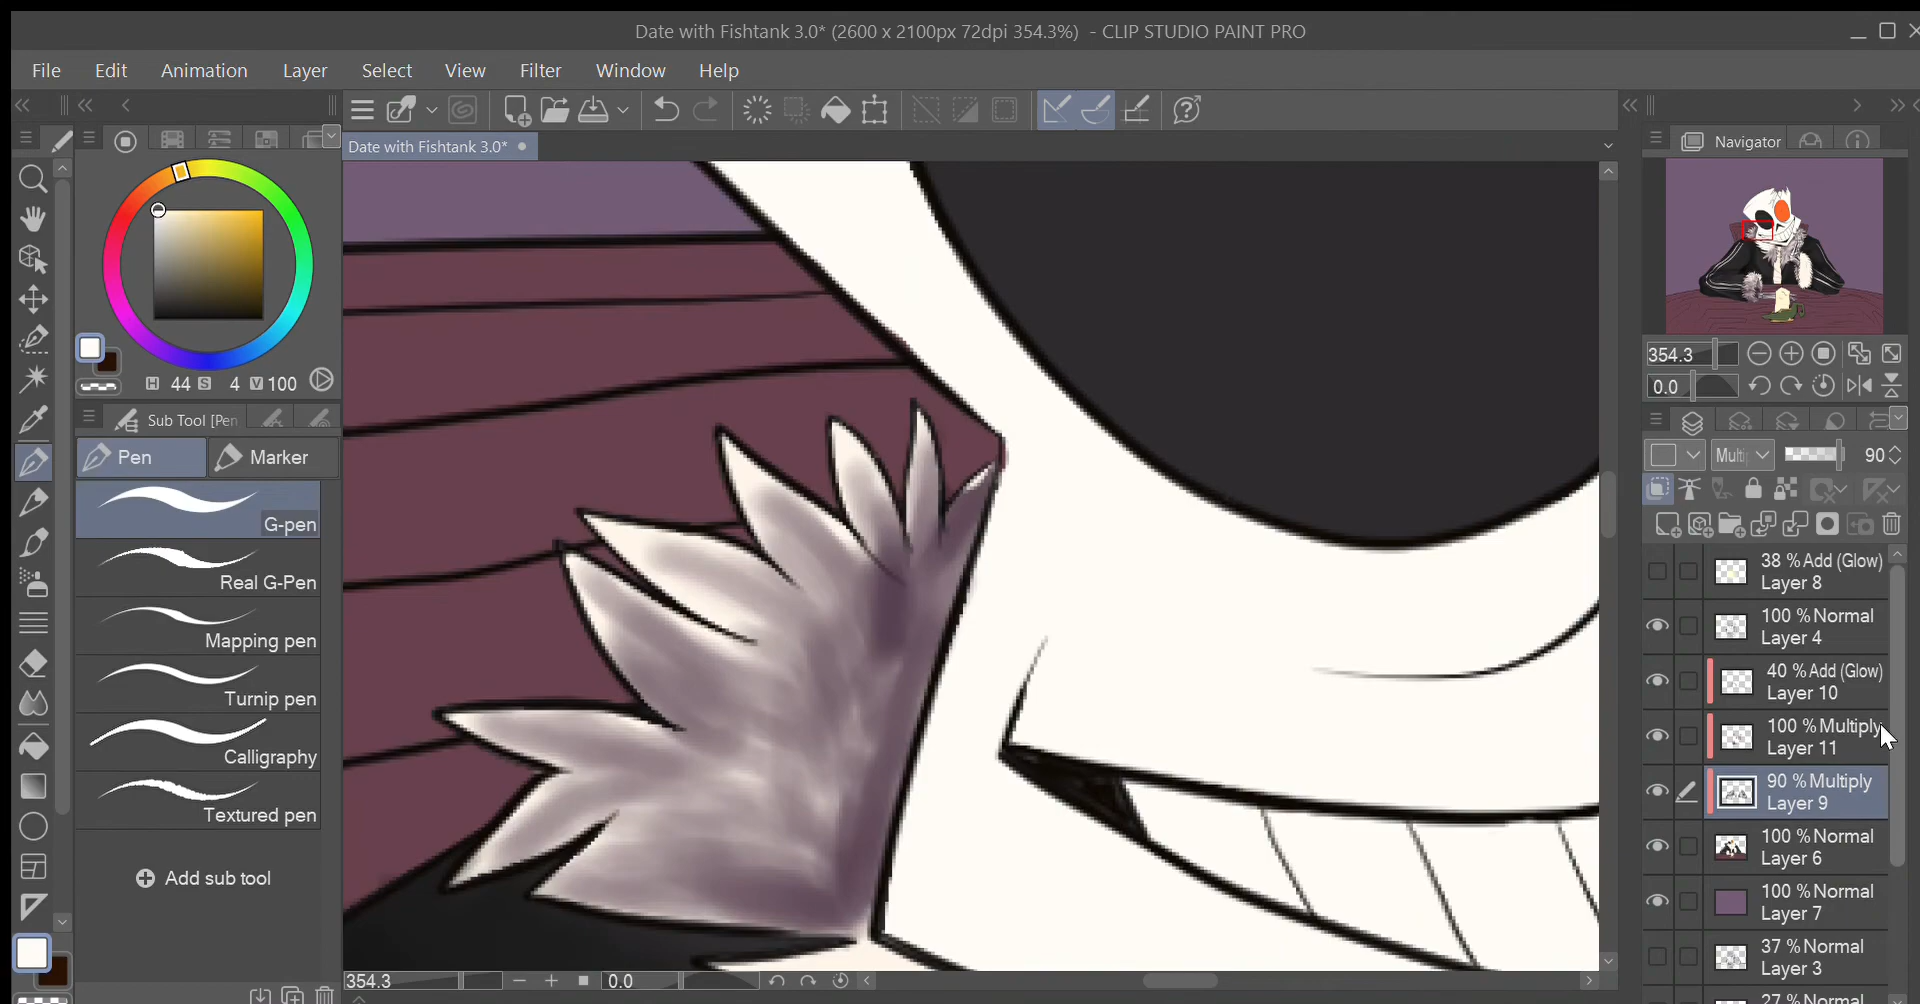 Date with Fishtank 3.0* (2600 x 2100px 72dpi 354.3%)  - CLIP STUDIO PAINT PRO
File Edit Animation Layer Select View Filter Window Help
Date with Fishtank 3.0*
Navigator
H 44 S 4 V 100
354.3
0.0
Sub Tool [Pen
Pen Marker
Multi 90
G-pen
Real G-Pen
Mapping pen
Turnip pen
Calligraphy
Textured pen
Add sub tool
38 % Add (Glow)
Layer 8
100 % Normal
Layer 4
40 % Add (Glow)
Layer 10
100 % Multiply
Layer 11
90 % Multiply
Layer 9
100 % Normal
Layer 6
100 % Normal
Layer 7
37 % Normal
Layer 3
27 % Normal
354.3 0.0